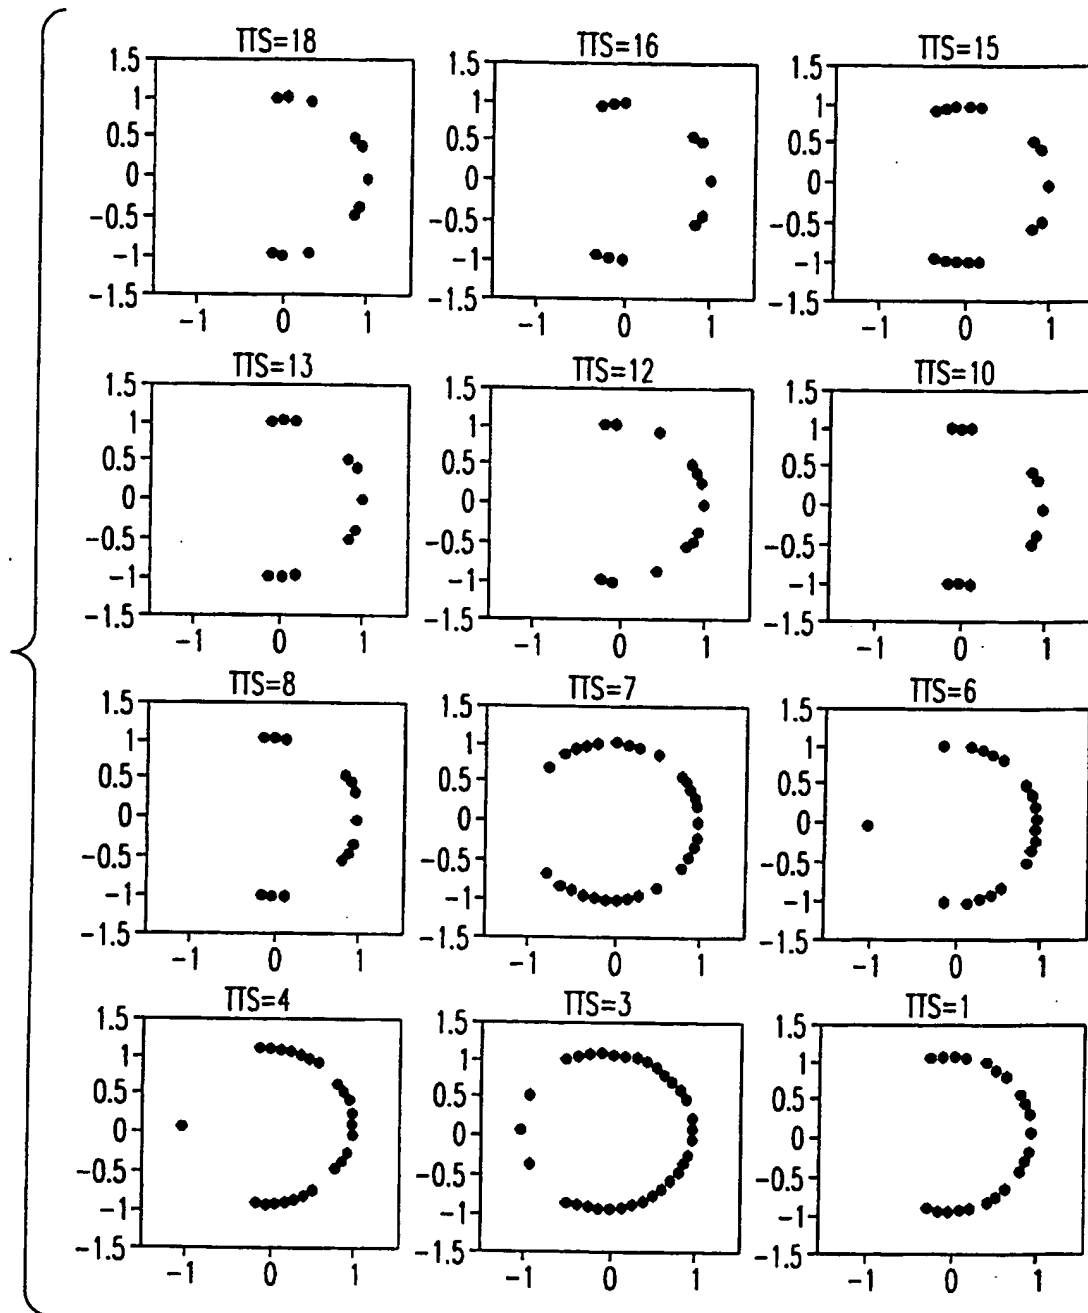 TTS=18 TTS=16 TTS=15
1.5 1.5 1.5
1 1 1
0.5 0.5 0.5
0 0 0
-0.5 -0.5 -0.5
-1 -1 -1
-1.5 -1.5 -1.5
-1 0 1 -1 0 1 -1 0 1
TTS=13 TTS=12 TTS=10
1.5 1.5 1.5
1 1 1
0.5 0.5 0.5
0 0 0
-0.5 -0.5 -0.5
-1 -1 -1
-1.5 -1.5 -1.5
-1 0 1 -1 0 1 -1 0 1
TTS=8 TTS=7 TTS=6
1.5 1.5 1.5
1 1 1
0.5 0.5 0.5
0 0 0
-0.5 -0.5 -0.5
-1 -1 -1
-1.5 -1.5 -1.5
-1 0 1 -1 0 1 -1 0 1
TTS=4 TTS=3 TTS=1
1.5 1.5 1.5
1 1 1
0.5 0.5 0.5
0 0 0
-0.5 -0.5 -0.5
-1 -1 -1
-1.5 -1.5 -1.5
-1 0 1 -1 0 1 -1 0 1